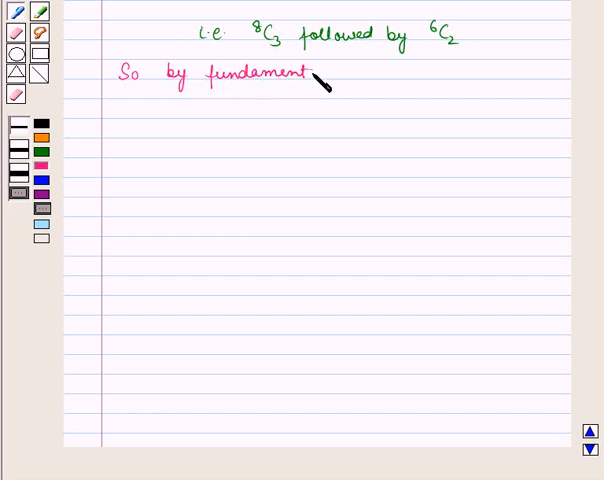 i.e. ⁸C₃ followed by ⁶C₂
So by fundament